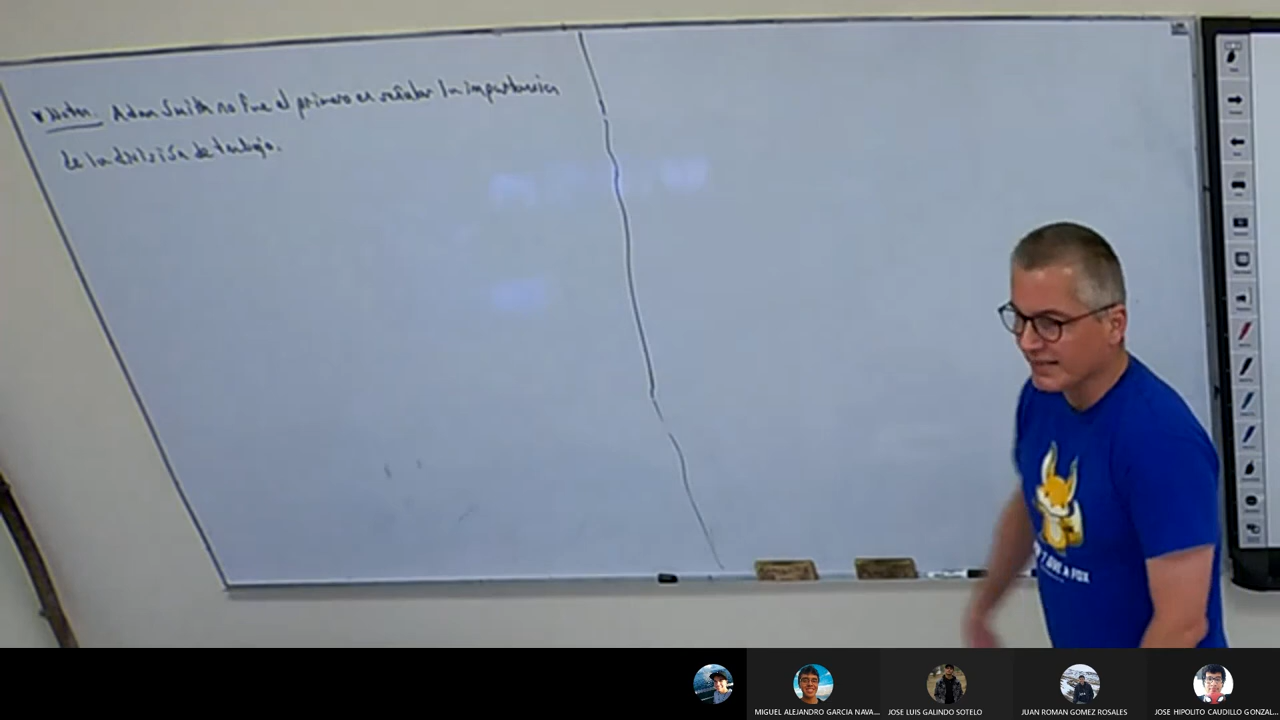 * Nota. Adam Smith no fue el primero en señalar la importancia
de la división de trabajo.
A FOX
MIGUEL ALEJANDRO GARCIA NAVA...
JOSE LUIS GALINDO SOTELO
JUAN ROMAN GOMEZ ROSALES
JOSE HIPOLITO CAUDILLO GONZAL...